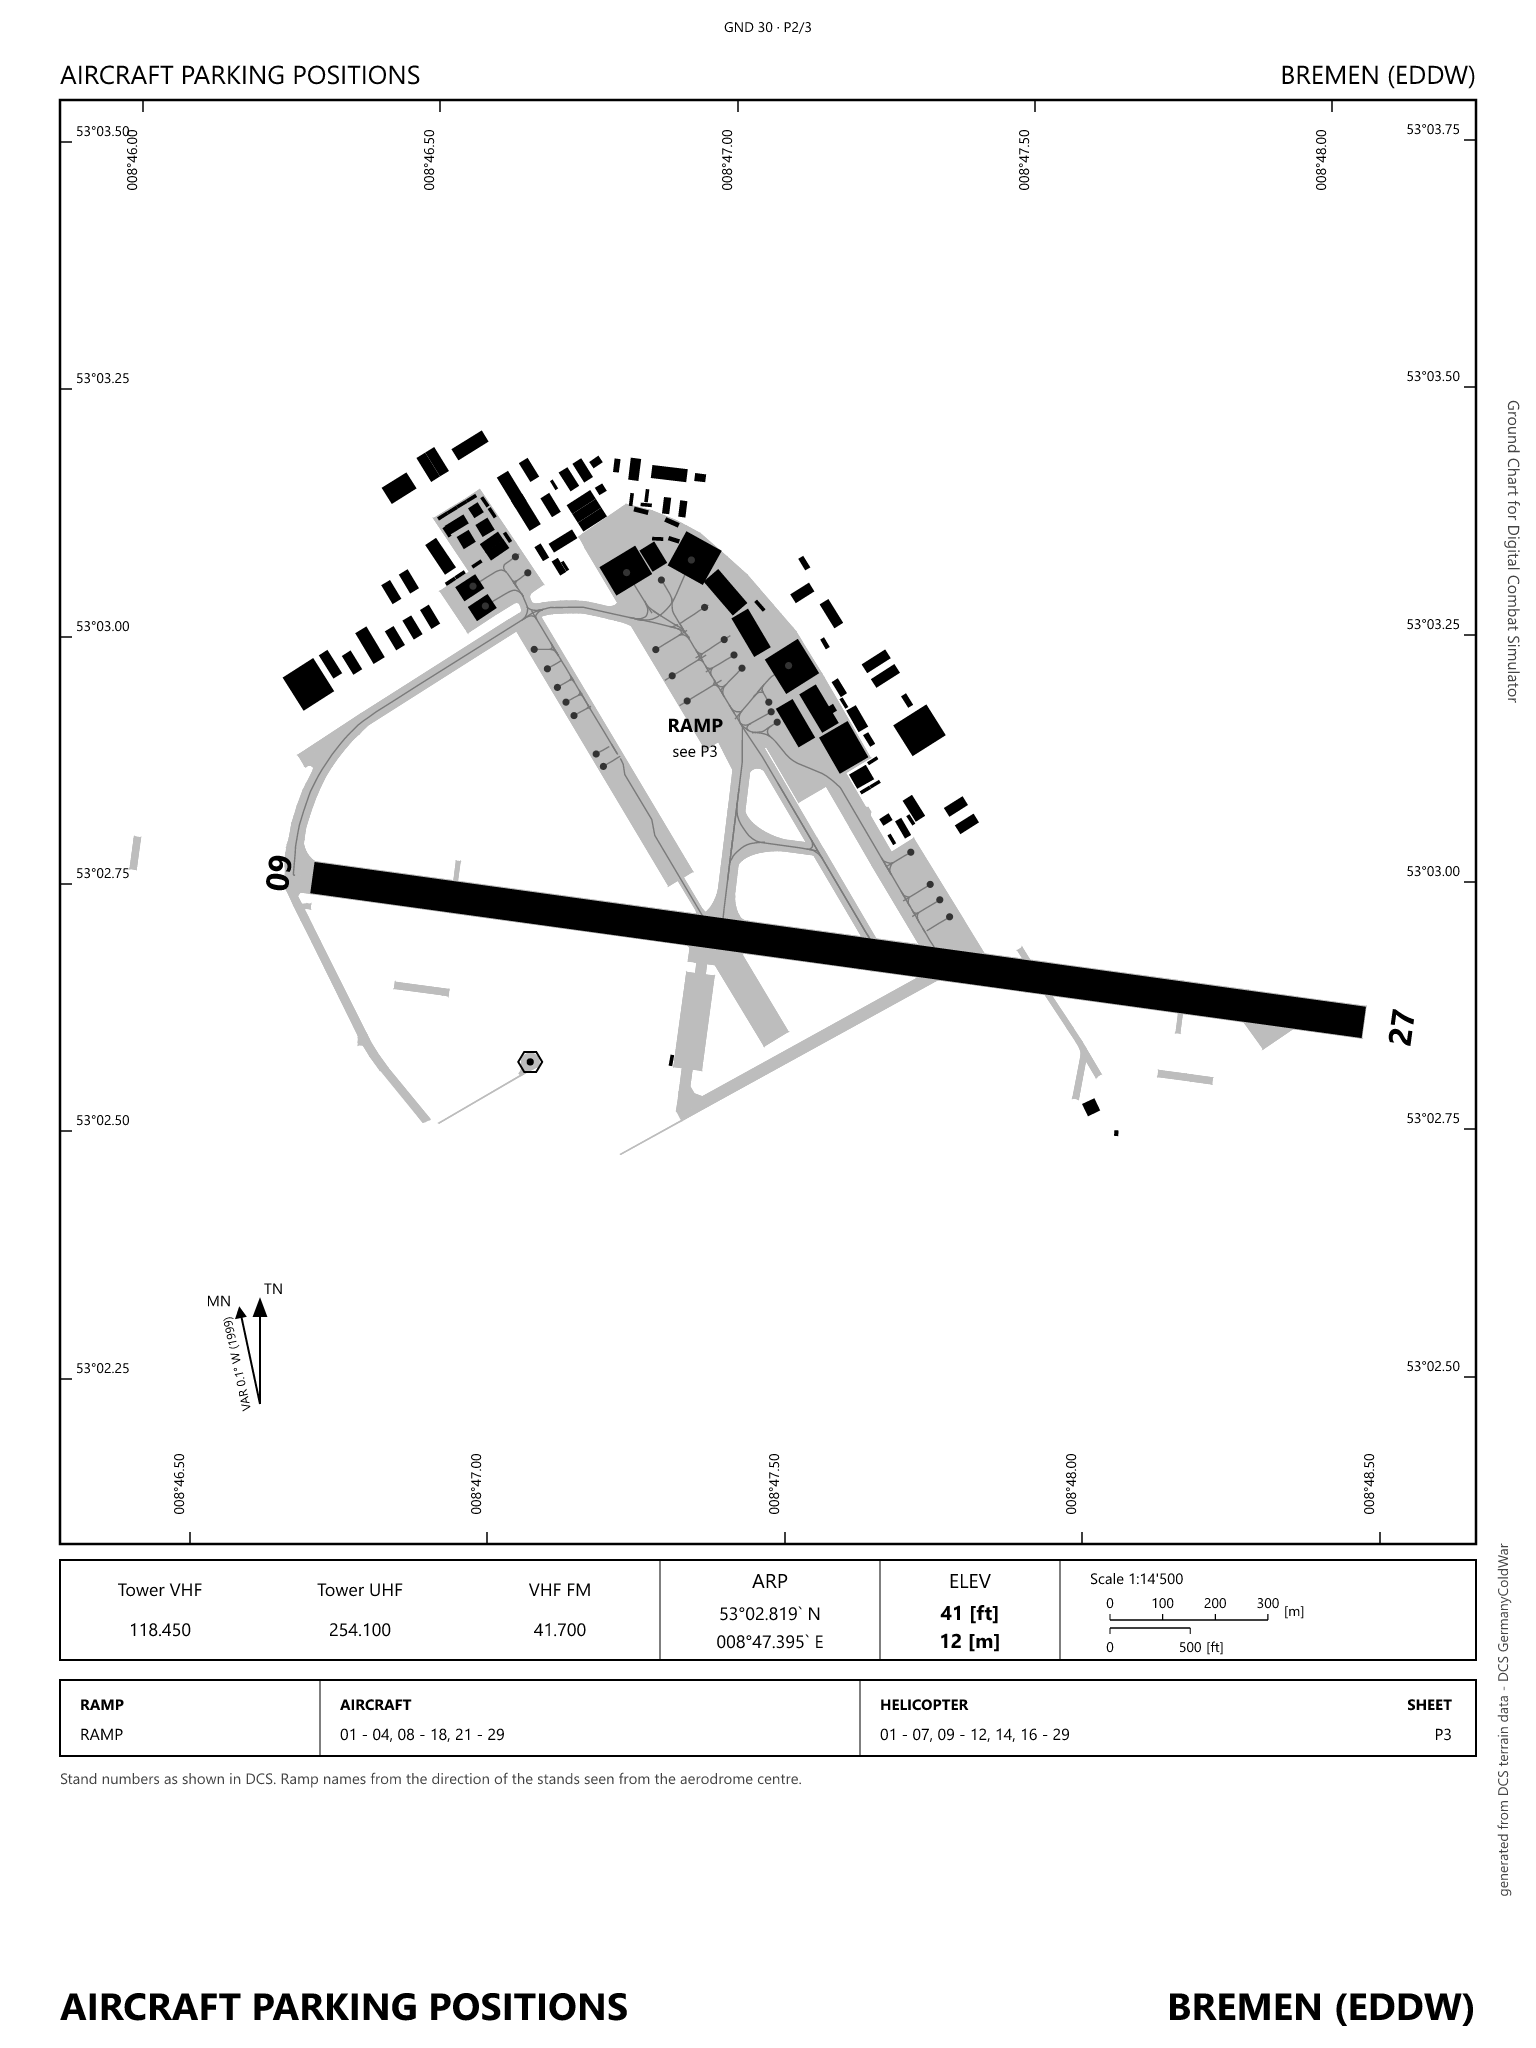 GND 30 · P2/3
AIRCRAFT PARKING POSITIONS
BREMEN (EDDW)
53°03.50
008°46.00
008°46.50
008°47.00
008°47.50
008°48.00
53°03.75
53°03.25
53°03.50
53°03.00
53°03.25
53°02.75
53°03.00
53°02.50
53°02.75
53°02.25
53°02.50
RAMP
see P3
09
27
MN
TN
VAR 0.1° W (1999)
008°46.50
008°47.00
008°47.50
008°48.00
008°48.50
Ground Chart for Digital Combat Simulator
generated from DCS terrain data - DCS GermanyColdWar
Tower VHF
118.450
Tower UHF
254.100
VHF FM
41.700
ARP
53°02.819` N
008°47.395` E
ELEV
41 [ft]
12 [m]
Scale 1:14'500
0 100 200 300 [m]
0 500 [ft]
RAMP AIRCRAFT HELICOPTER SHEET
RAMP 01 - 04, 08 - 18, 21 - 29 01 - 07, 09 - 12, 14, 16 - 29 P3
Stand numbers as shown in DCS. Ramp names from the direction of the stands seen from the aerodrome centre.
AIRCRAFT PARKING POSITIONS
BREMEN (EDDW)